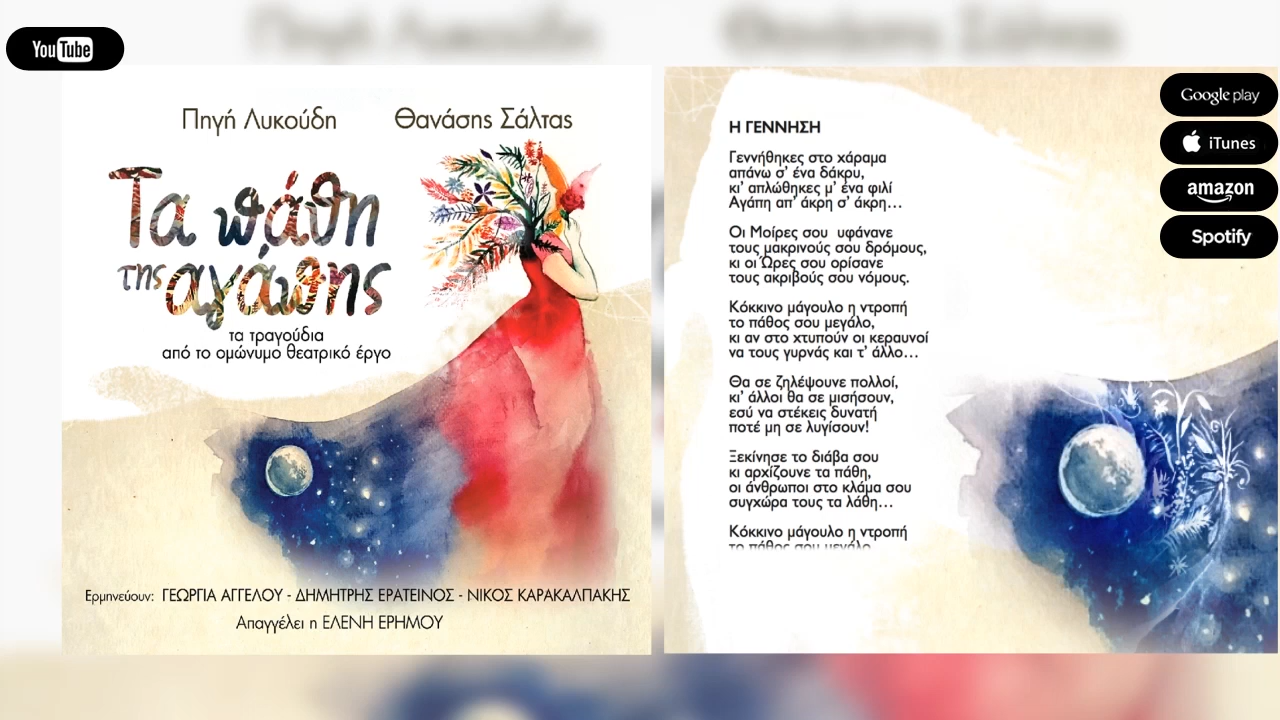 YouTube
Πηγή Λυκούδη
Θανάσης Σάλτας
Τα πάθη
της αγάπης
τα τραγούδια
από το ομώνυμο θεατρικό έργο
Ερμηνεύουν: ΓΕΩΡΓΙΑ ΑΓΓΕΛΟΥ - ΔΗΜΗΤΡΗΣ ΕΡΑΤΕΙΝΟΣ - ΝΙΚΟΣ ΚΑΡΑΚΑΛΠΑΚΗΣ
Απαγγέλει η ΕΛΕΝΗ ΕΡΗΜΟΥ
Η ΓΕΝΝΗΣΗ
Γεννήθηκες στο χάραμα
απάνω σ' ένα δάκρυ,
κι' απλώθηκες μ' ένα φιλί
Αγάπη απ' άκρη σ' άκρη...
Οι Μοίρες σου υφάνανε
τους μακρινούς σου δρόμους,
κι οι Ώρες σου ορίσανε
τους ακριβούς σου νόμους.
Κόκκινο μάγουλο η ντροπή
το πάθος σου μεγάλο,
κι αν στο χτυπούν οι κεραυνοί
να τους γυρνάς και τ' άλλο...
Θα σε ζηλέψουνε πολλοί,
κι' άλλοι θα σε μισήσουν,
εσύ να στέκεις δυνατή
ποτέ μη σε λυγίσουν!
Ξεκίνησε το διάβα σου
κι αρχίζουνε τα πάθη,
οι άνθρωποι στο κλάμα σου
συγχώρα τους τα λάθη...
Κόκκινο μάγουλο η ντροπή
το πάθος σου μεγάλο
Google play
iTunes
amazon
Spotify